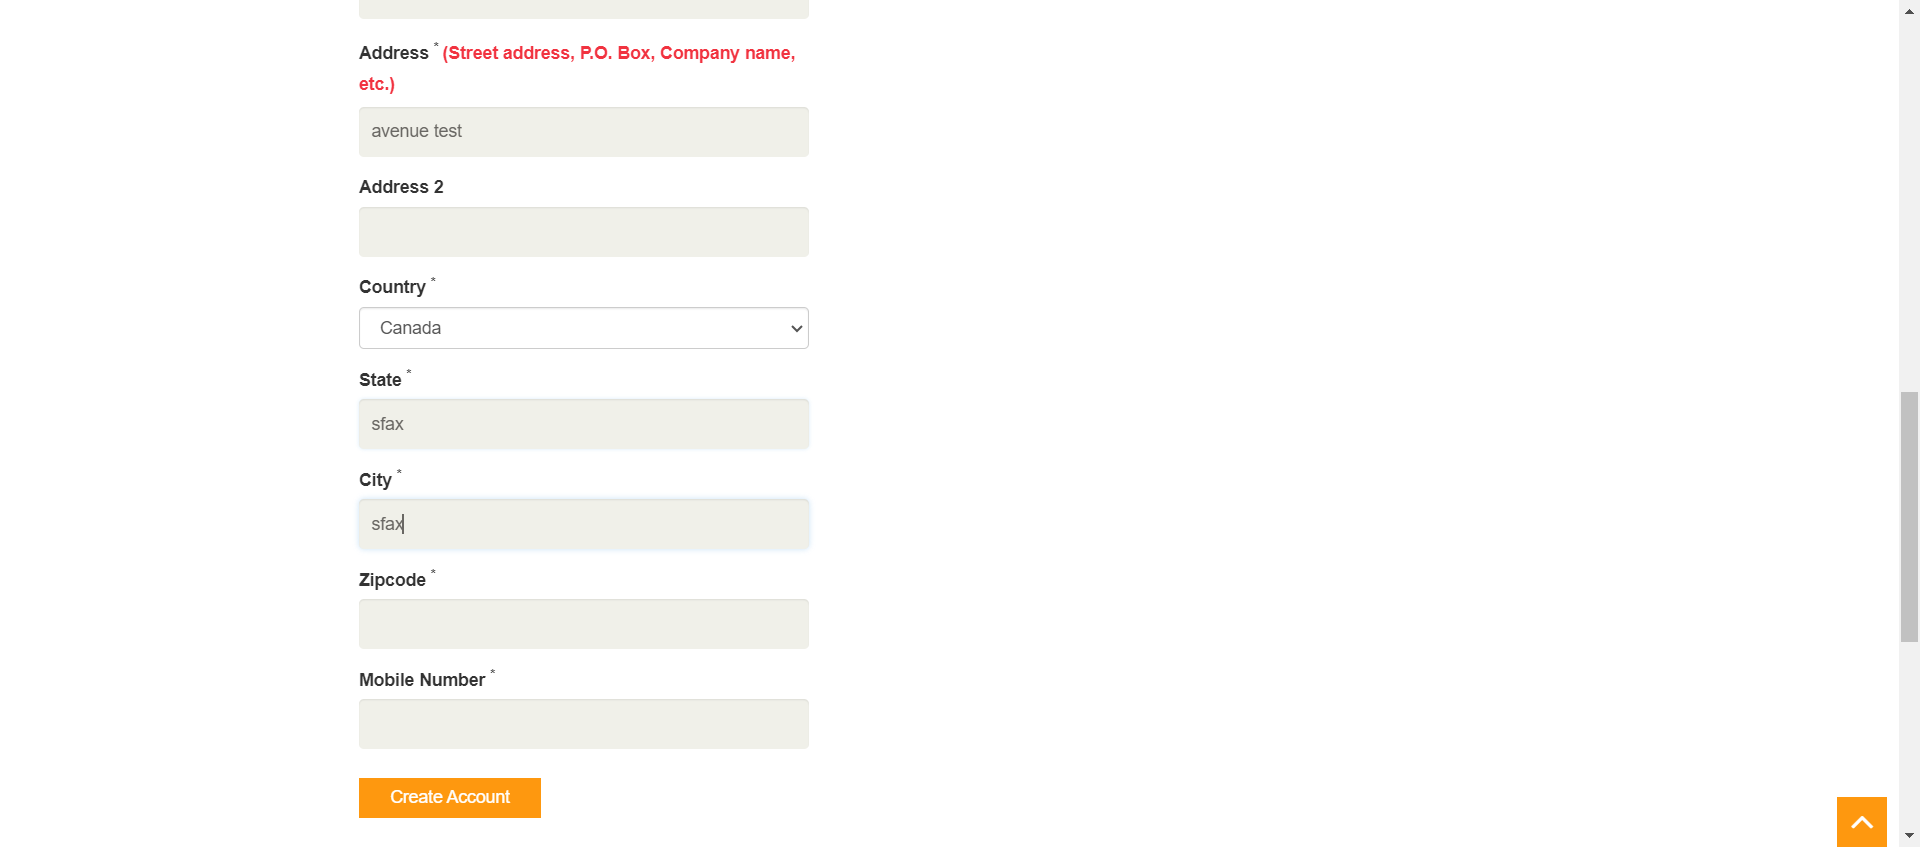 Address * (Street address, P.O. Box, Company name,
etc.)
avenue test
Address 2
Country *
Canada
State *
sfax
City *
sfax
Zipcode *
Mobile Number *
Create Account